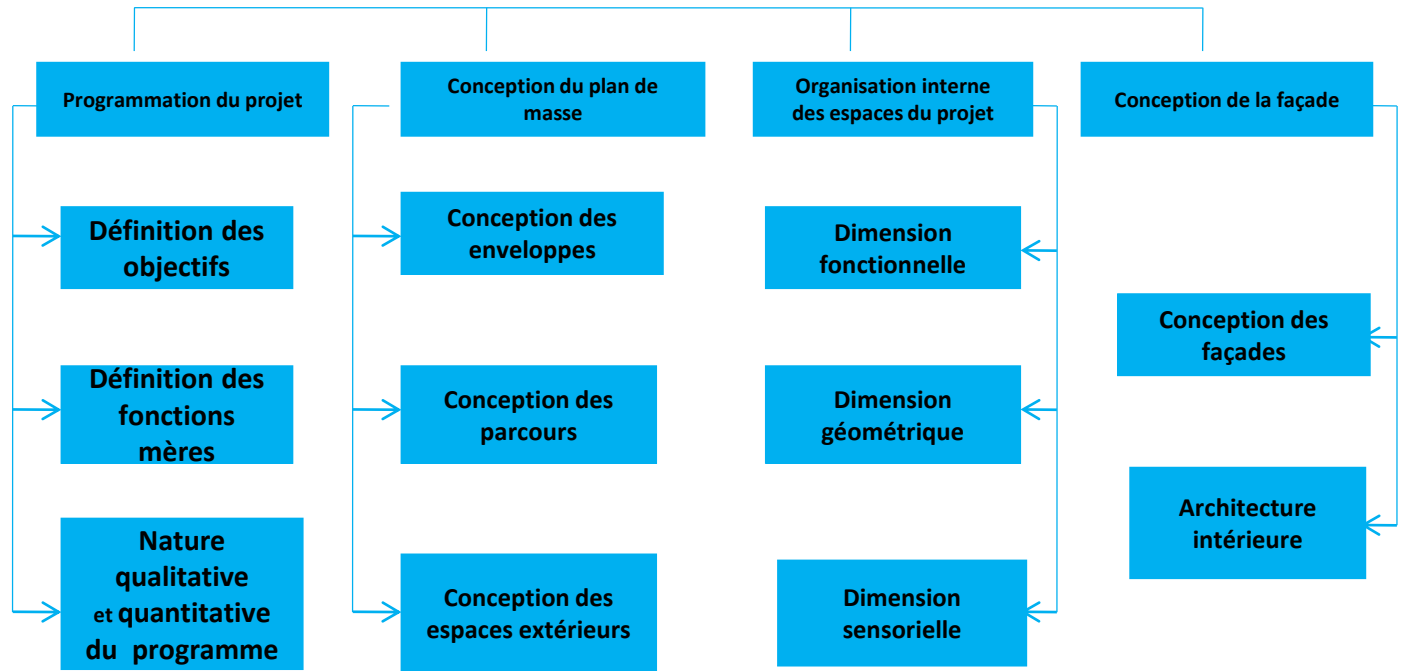 Programmation du projet
Conception du plan de
masse
Organisation interne
des espaces du projet
Conception de la façade
Définition des
objectifs
Définition des
fonctions
mères
Nature
qualitative
et quantitative
du programme
Conception des
enveloppes
Conception des
parcours
Conception des
espaces extérieurs
Dimension
fonctionnelle
Dimension
géométrique
Dimension
sensorielle
Conception des
façades
Architecture
intérieure